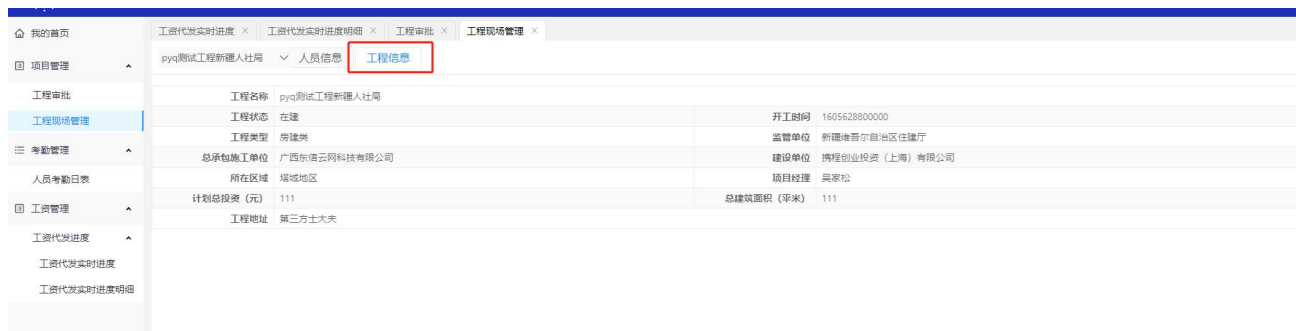 我的首页
项目管理
工程审批
工程现场管理
考勤管理
人员考勤日表
工资管理
工资代发进度
工资代发实时进度
工资代发实时进度明细
工资代发实时进度 × 工资代发实时进度明细 × 工程审批 × 工程现场管理 ×
pyq测试工程新疆人社局 人员信息 工程信息
工程名称 pyq测试工程新疆人社局
工程状态 在建 开工时间 1605628800000
工程类型 房建类 监管单位 新疆维吾尔自治区住建厅
总承包施工单位 广西东信云网科技有限公司 建设单位 携程创业投资（上海）有限公司
所在区域 塔城地区 项目经理 吴家松
计划总投资（元） 111 总建筑面积（平米） 111
工程地址 第三方士大夫